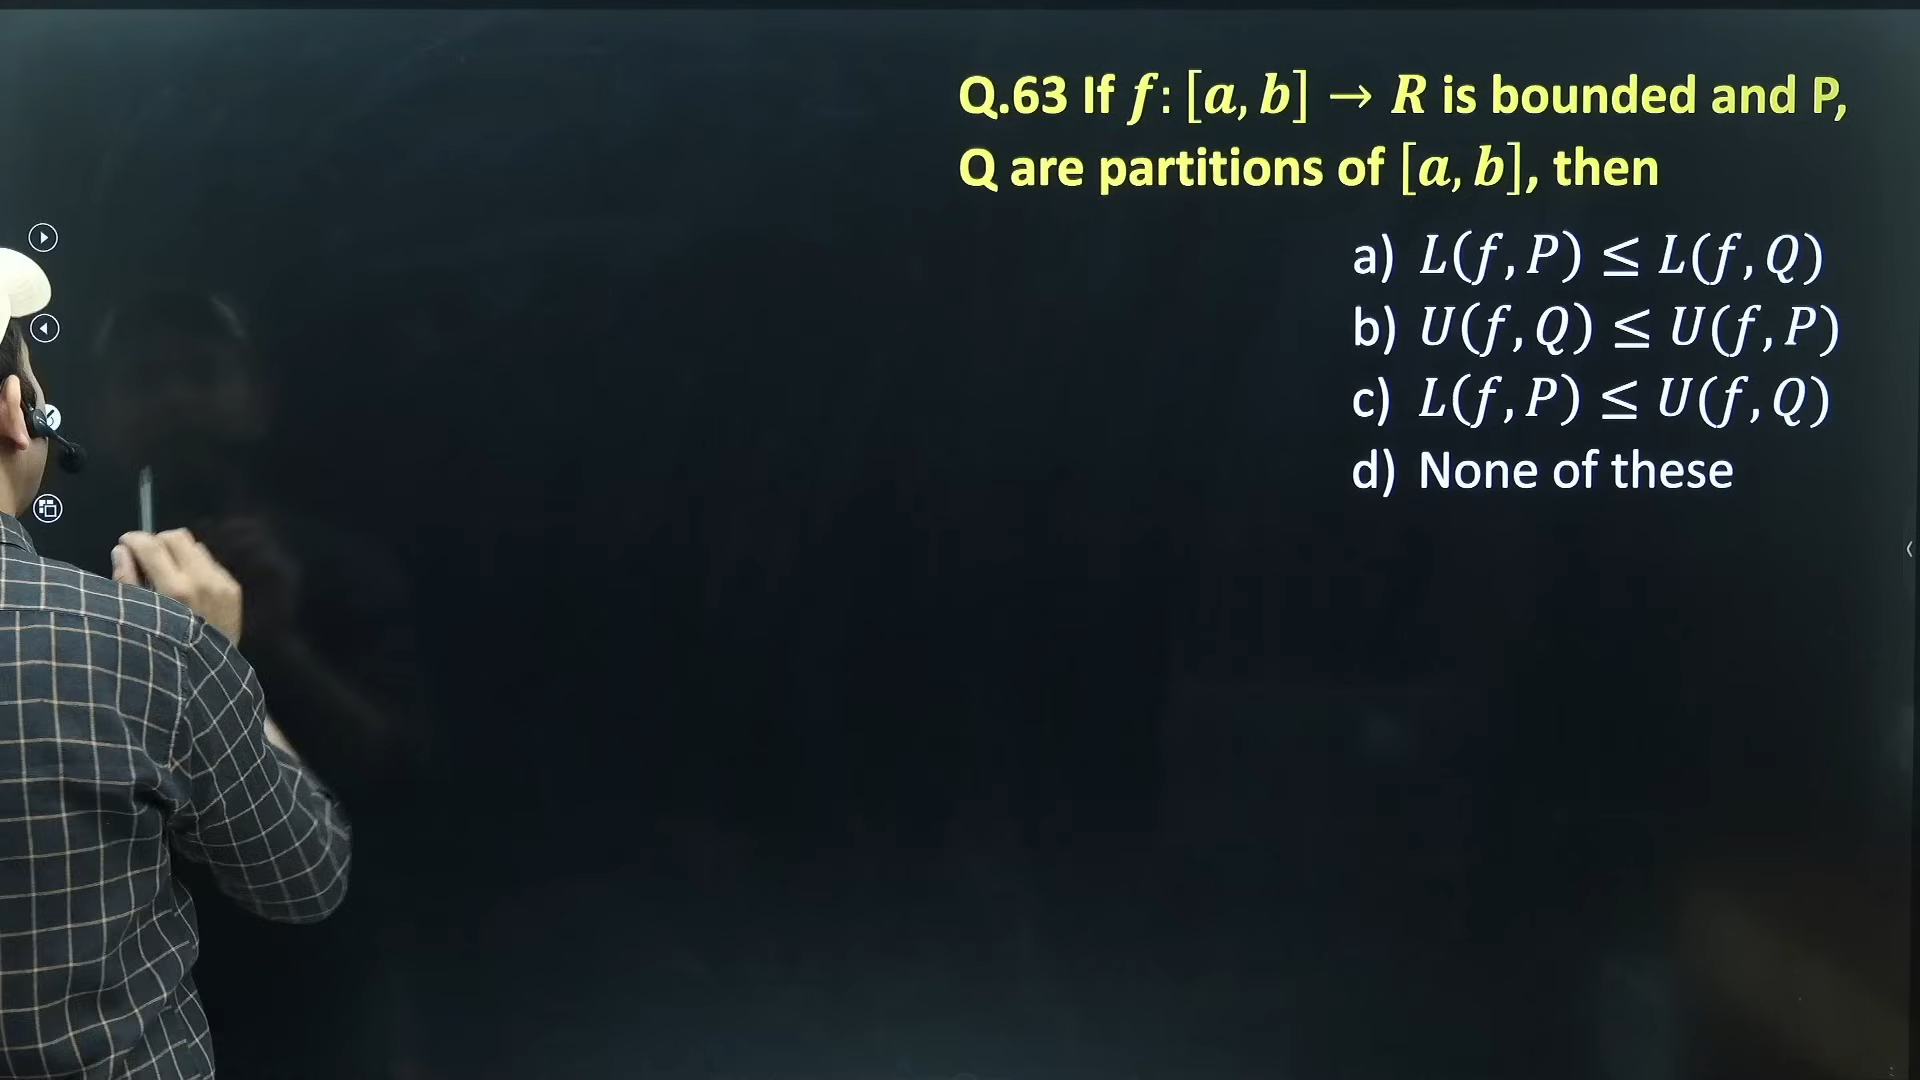 Q.63 If f: [a, b] → R is bounded and P,
Q are partitions of [a, b], then
a) L(f, P) ≤ L(f, Q)
b) U(f, Q) ≤ U(f, P)
c) L(f, P) ≤ U(f, Q)
d) None of these